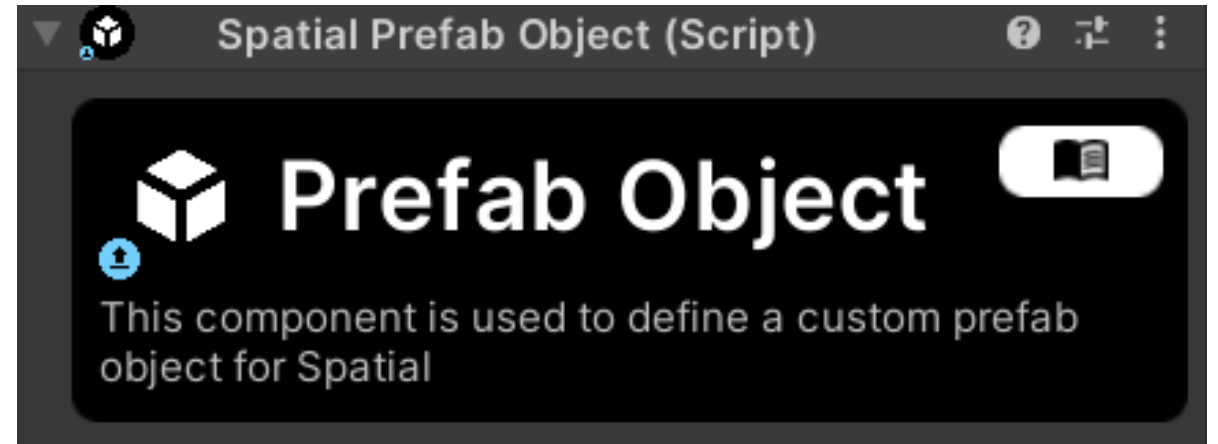 Spatial Prefab Object (Script)
Prefab Object
This component is used to define a custom prefab
object for Spatial